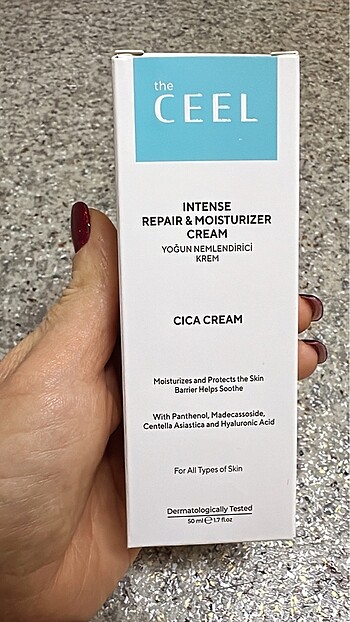 the
CEEL
INTENSE
REPAIR & MOISTURIZER
CREAM
YOĞUN NEMLENDİRİCİ
KREM
CICA CREAM
Moisturizes and Protects the Skin
Barrier Helps Soothe
With Panthenol, Madecassoside,
Centella Asiastica and Hyaluronic Acid
For All Types of Skin
Dermatologically Tested
50 ml ℮ 1.7 fl.oz